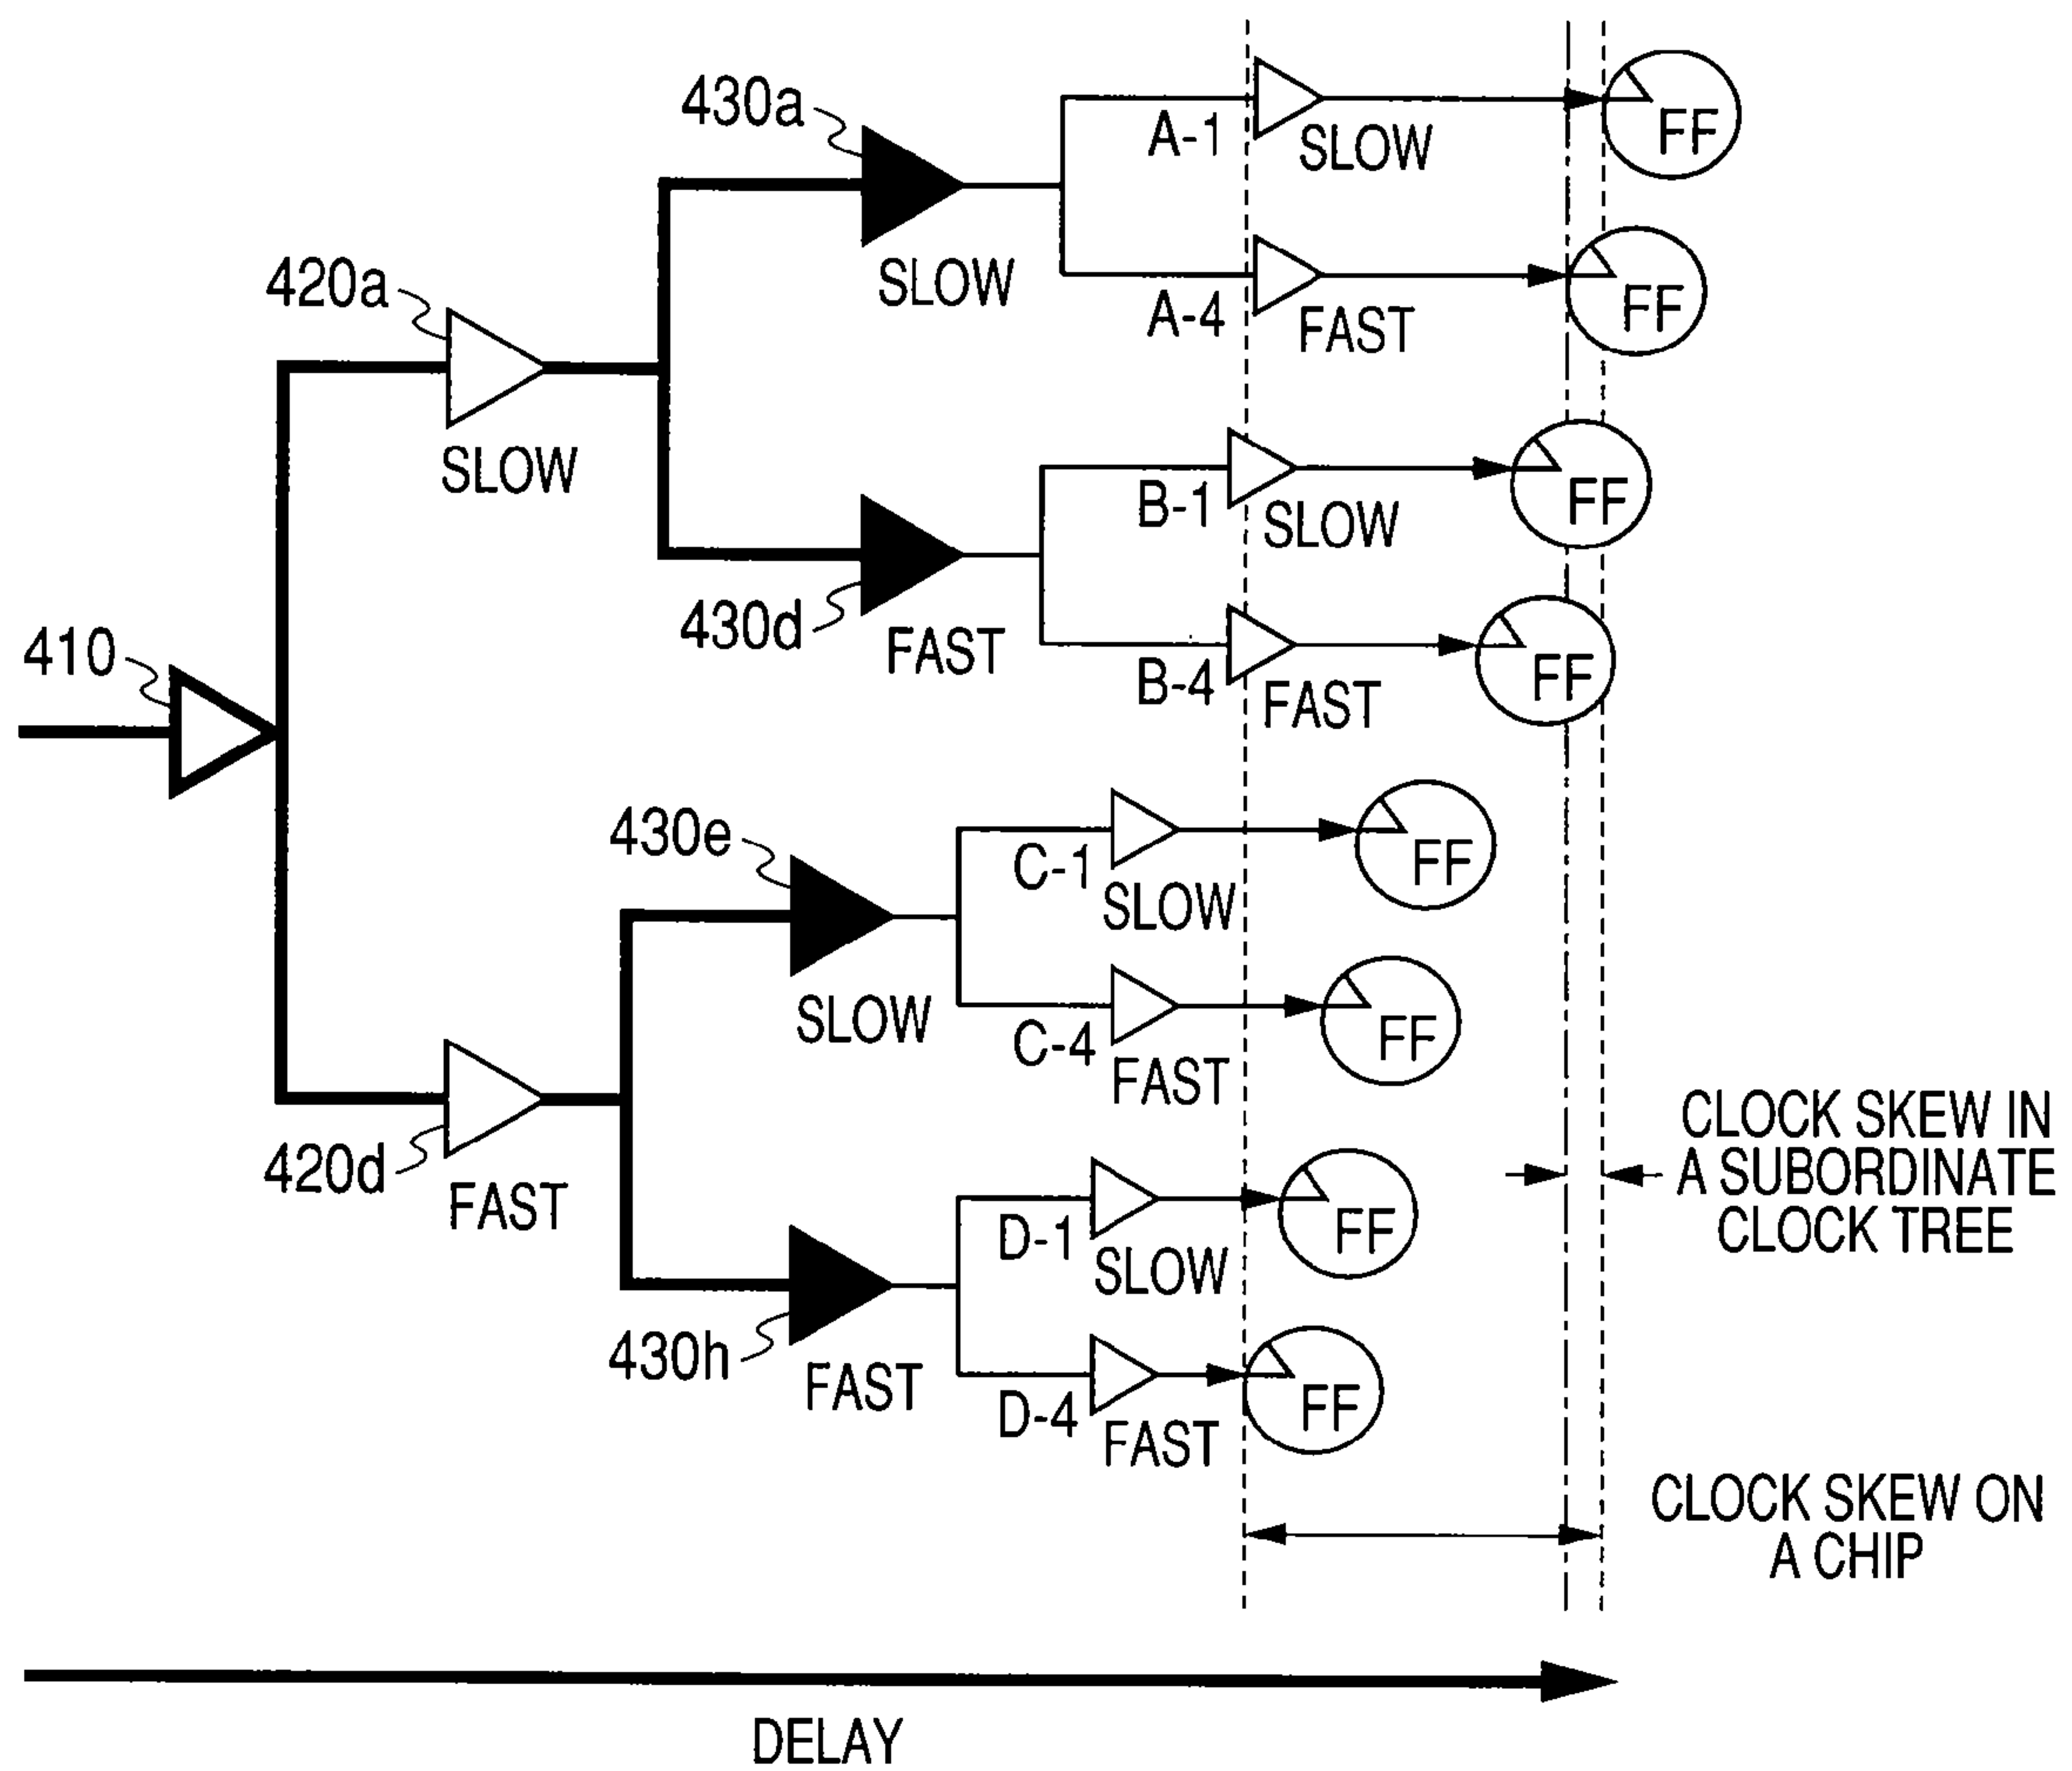 430a
A-1
SLOW
FF
420a
SLOW
A-4
FAST
FF
SLOW
B-1
SLOW
FF
430d
FAST
B-4
FAST
FF
410
430e
C-1
SLOW
FF
SLOW
C-4
FAST
FF
420d
FAST
D-1
SLOW
FF
430h
FAST
D-4
FAST
FF
CLOCK SKEW IN
A SUBORDINATE
CLOCK TREE
CLOCK SKEW ON
A CHIP
DELAY